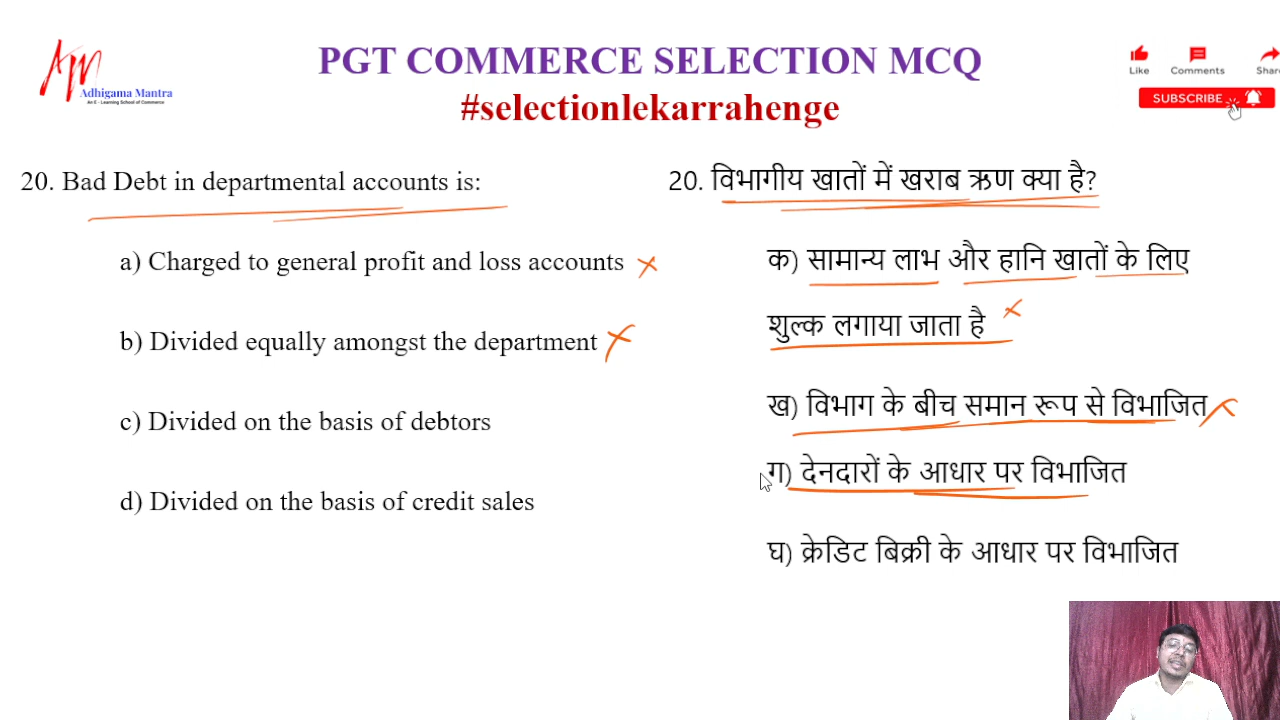 Adhigama Mantra
An E - Learning School of Commerce
PGT COMMERCE SELECTION MCQ
#selectionlekarrahenge
Like
Comments
Share
SUBSCRIBE
20. Bad Debt in departmental accounts is:
a) Charged to general profit and loss accounts
b) Divided equally amongst the department
c) Divided on the basis of debtors
d) Divided on the basis of credit sales
20. विभागीय खातों में खराब ऋण क्या है?
क) सामान्य लाभ और हानि खातों के लिए
शुल्क लगाया जाता है
ख) विभाग के बीच समान रूप से विभाजित
ग) देनदारों के आधार पर विभाजित
घ) क्रेडिट बिक्री के आधार पर विभाजित